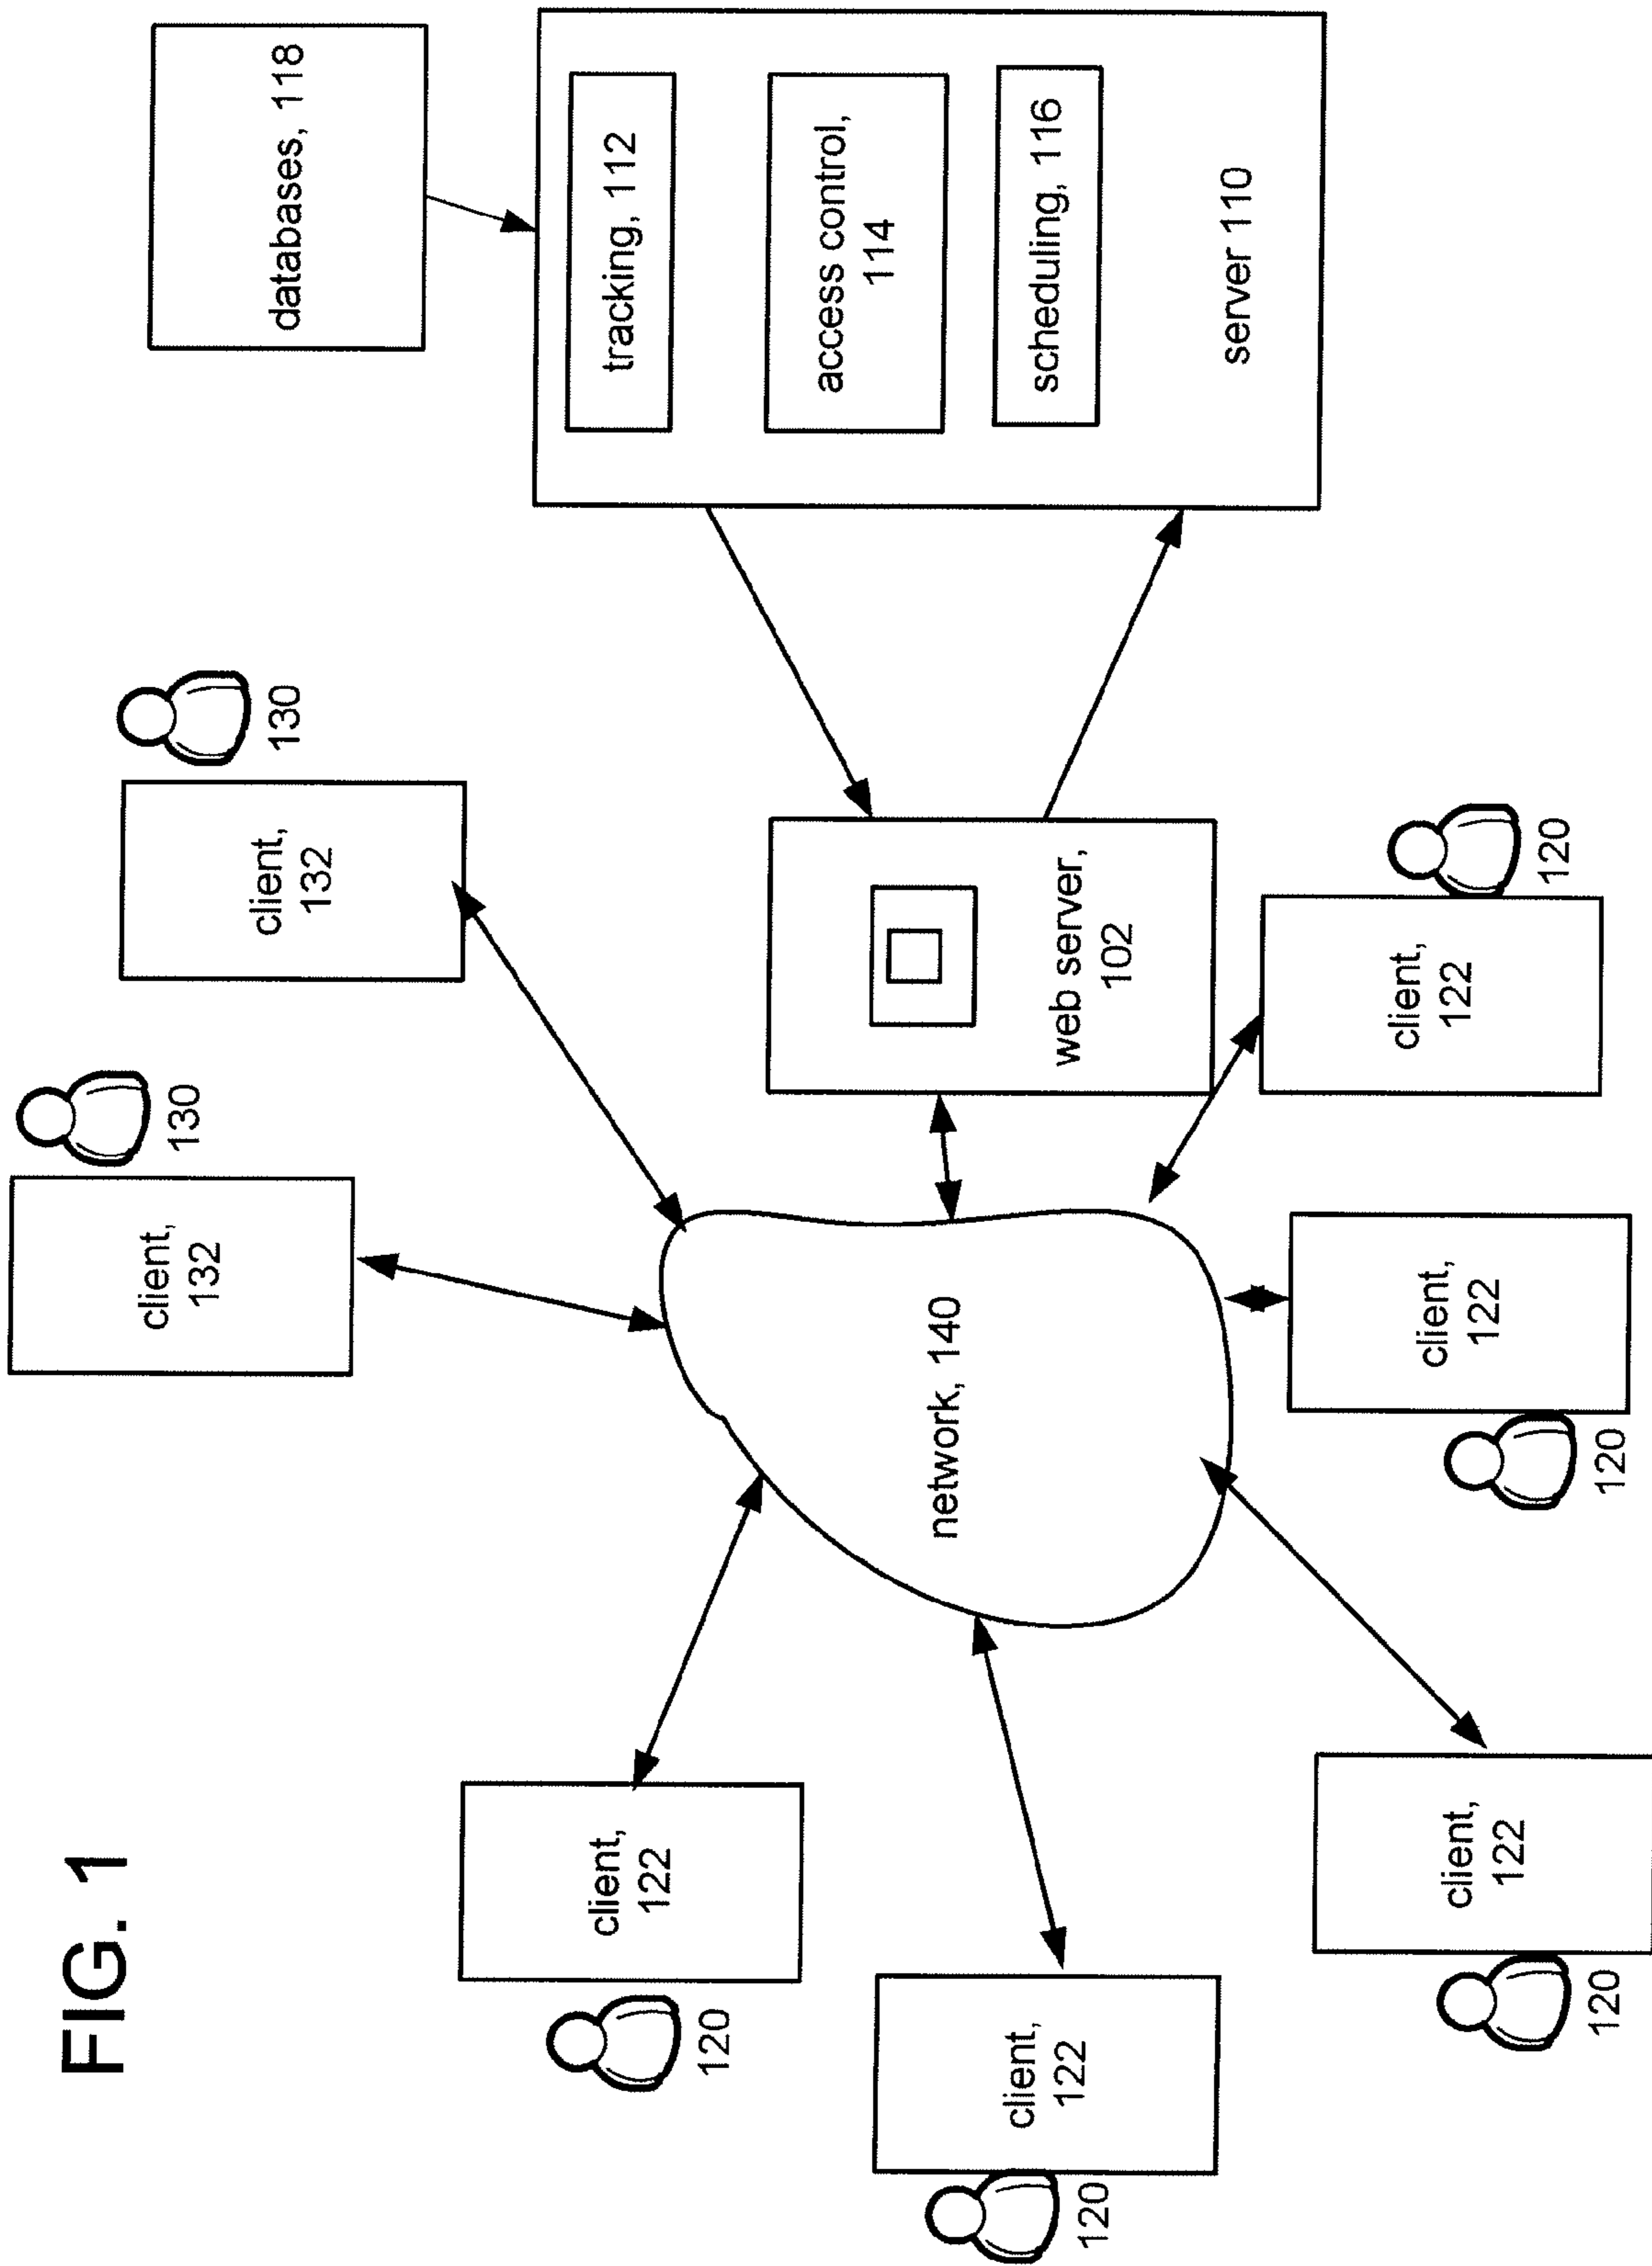 FIG. 1
client,
132
130
client,
132
130
databases, 118
tracking, 112
access control,
114
scheduling, 116
server 110
web server,
102
network, 140
client,
122
120
client,
122
120
client,
122
120
client,
122
120
client,
122
120